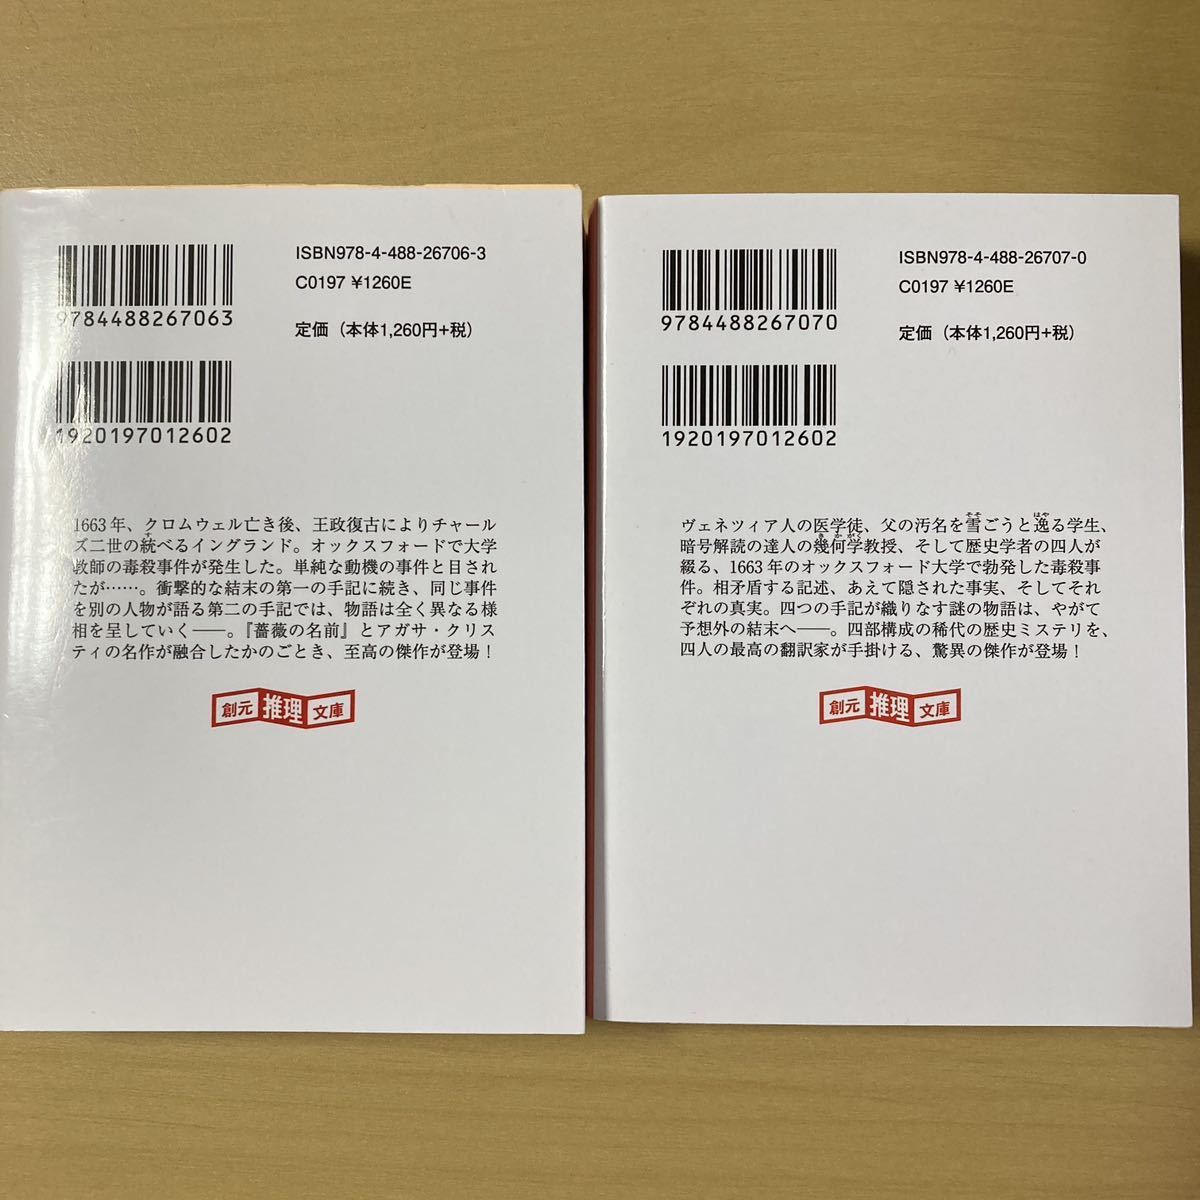 ISBN978-4-488-26706-3
C0197 ¥1260E
定価（本体1,260円+税）
9784488267063
1920197012602
1663年、クロムウェル亡き後、王政復古によりチャール
ズ二世の統べるイングランド。オックスフォードで大学
教師の毒殺事件が発生した。単純な動機の事件と目され
たが……。衝撃的な結末の第一の手記に続き、同じ事件
を別の人物が語る第二の手記では、物語は全く異なる様
相を呈していく――。『薔薇の名前』とアガサ・クリス
ティの名作が融合したかのごとき、至高の傑作が登場！
創元推理文庫
ISBN978-4-488-26707-0
C0197 ¥1260E
定価（本体1,260円+税）
9784488267070
1920197012602
ヴェネツィア人の医学徒、父の汚名を雪ごうと逸る学生、
暗号解読の達人の幾何学教授、そして歴史学者の四人が
綴る、1663年のオックスフォード大学で勃発した毒殺事
件。相矛盾する記述、あえて隠された事実、そしてそれ
ぞれの真実。四つの手記が織りなす謎の物語は、やがて
予想外の結末へ――。四部構成の稀代の歴史ミステリを、
四人の最高の翻訳家が手掛ける、驚異の傑作が登場！
創元推理文庫